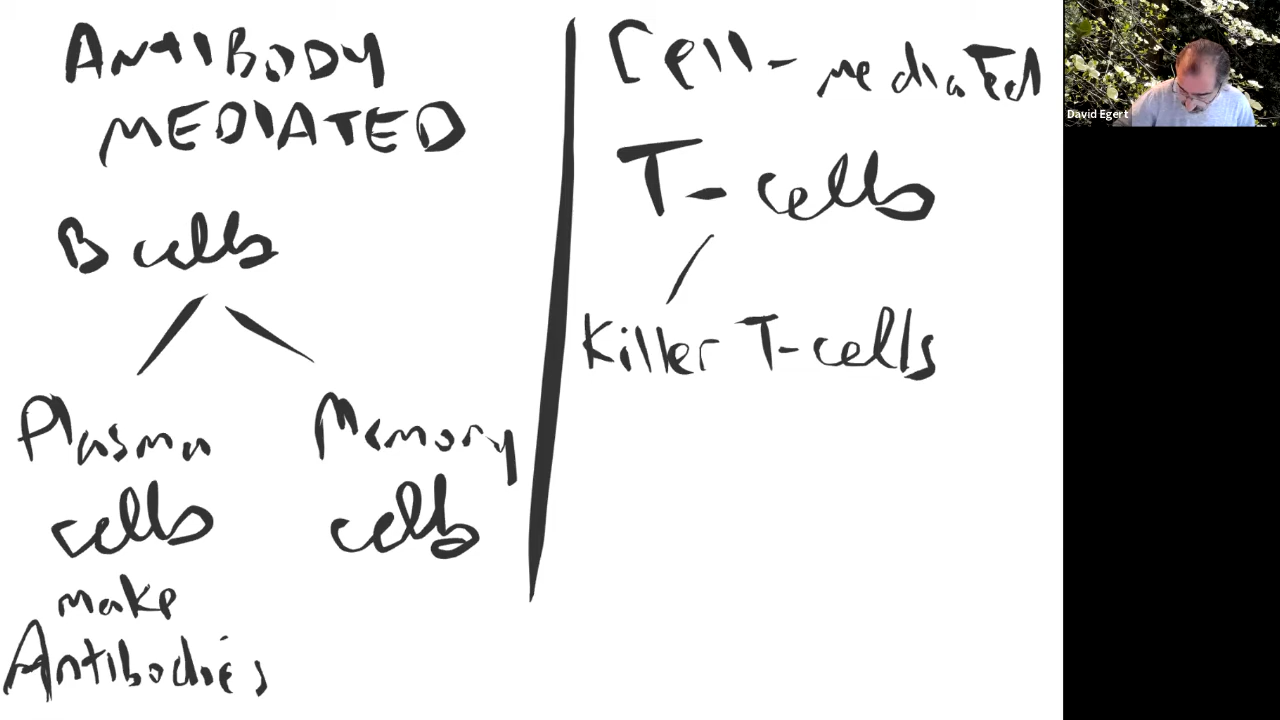 ANTIBODY
MEDIATED
B cells
Plasma
cells
make
Antibodies
Memory
cells
Cell-mediated
T-cells
Killer T-cells
David Egert